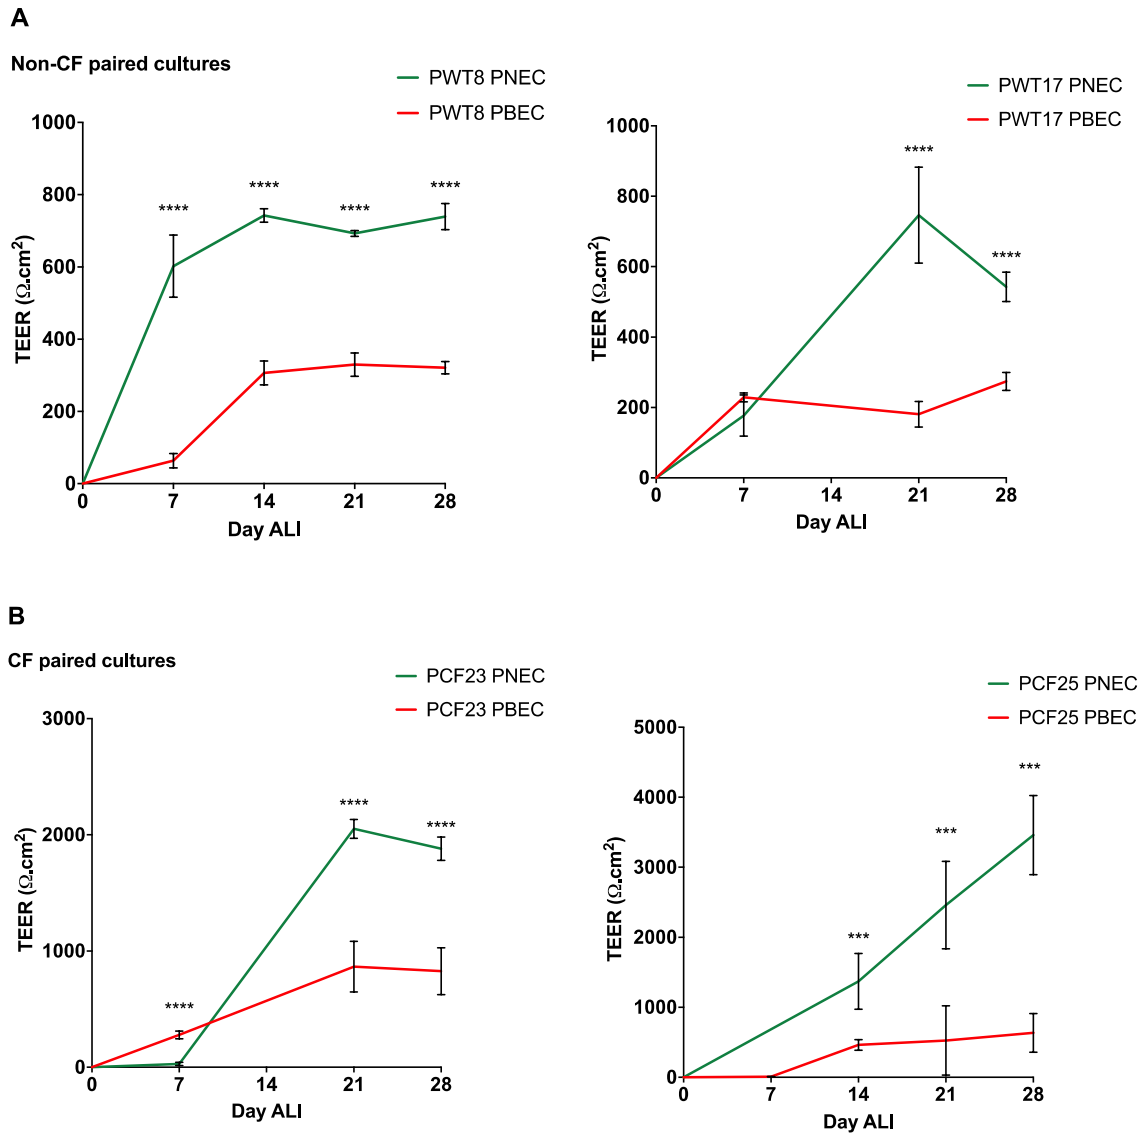 A
Non-CF paired cultures
PWT8 PNEC
PWT8 PBEC
1000
800
600
400
200
0
TEER (Ω.cm²)
****
****
****
****
0 7 14 21 28
Day ALI
PWT17 PNEC
PWT17 PBEC
1000
800
600
400
200
0
TEER (Ω.cm²)
****
****
0 7 14 21 28
Day ALI
B
CF paired cultures
PCF23 PNEC
PCF23 PBEC
3000
2000
1000
0
TEER (Ω.cm²)
****
****
****
0 7 14 21 28
Day ALI
PCF25 PNEC
PCF25 PBEC
5000
4000
3000
2000
1000
0
TEER (Ω.cm²)
***
***
***
0 7 14 21 28
Day ALI